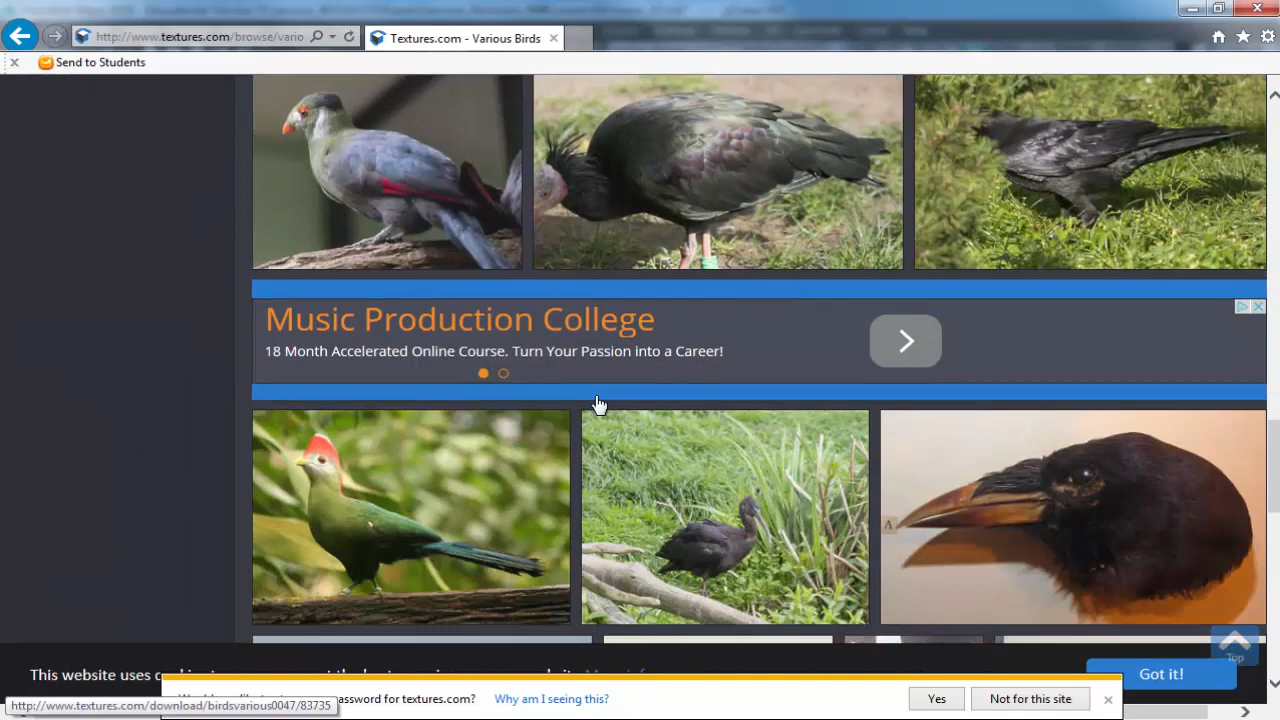 http://www.textures.com/browse/vario
Textures.com - Various Birds
Send to Students
Music Production College
18 Month Accelerated Online Course. Turn Your Passion into a Career!
This website uses
Got it!
Top
password for textures.com?
Why am I seeing this?
Yes
Not for this site
http://www.textures.com/download/birdsvarious0047/83735